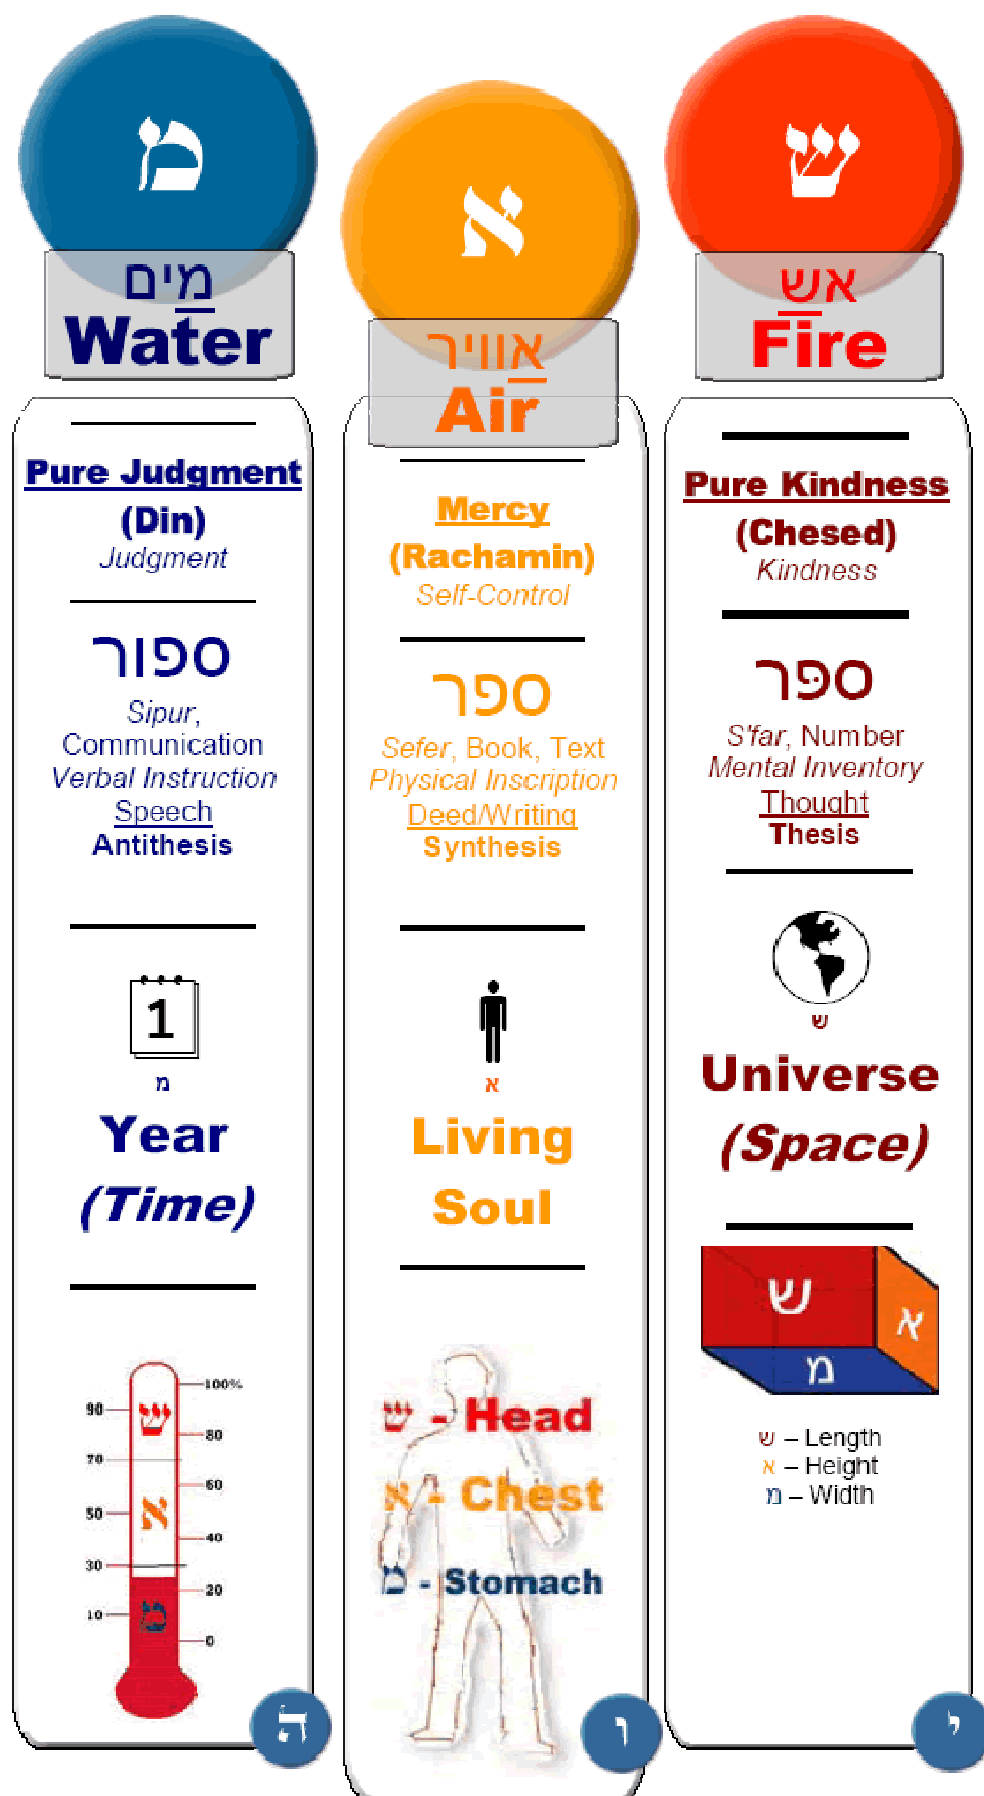 מ
מים
Water
Pure Judgment
(Din)
Judgment
ספור
Sipur,
Communication
Verbal Instruction
Speech
Antithesis
1
מ
Year
(Time)
100%
90
ש
80
70
60
50
א
40
30
20
10
מ
0
ה
א
אוויר
Air
Mercy
(Rachamin)
Self-Control
ספר
Sefer, Book, Text
Physical Inscription
Deed/Writing
Synthesis
א
Living
Soul
ש - Head
א - Chest
מ - Stomach
ו
ש
אש
Fire
Pure Kindness
(Chesed)
Kindness
ספּר
S'far, Number
Mental Inventory
Thought
Thesis
ש
Universe
(Space)
ש
א
מ
ש – Length
א – Height
מ – Width
י